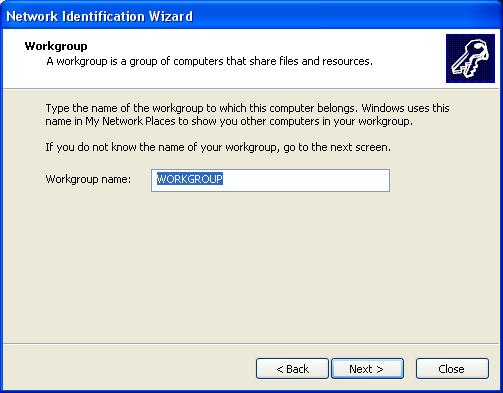 Network Identification Wizard
Workgroup
A workgroup is a group of computers that share files and resources.
Type the name of the workgroup to which this computer belongs. Windows uses this
name in My Network Places to show you other computers in your workgroup.
If you do not know the name of your workgroup, go to the next screen.
Workgroup name: WORKGROUP
< Back Next > Close